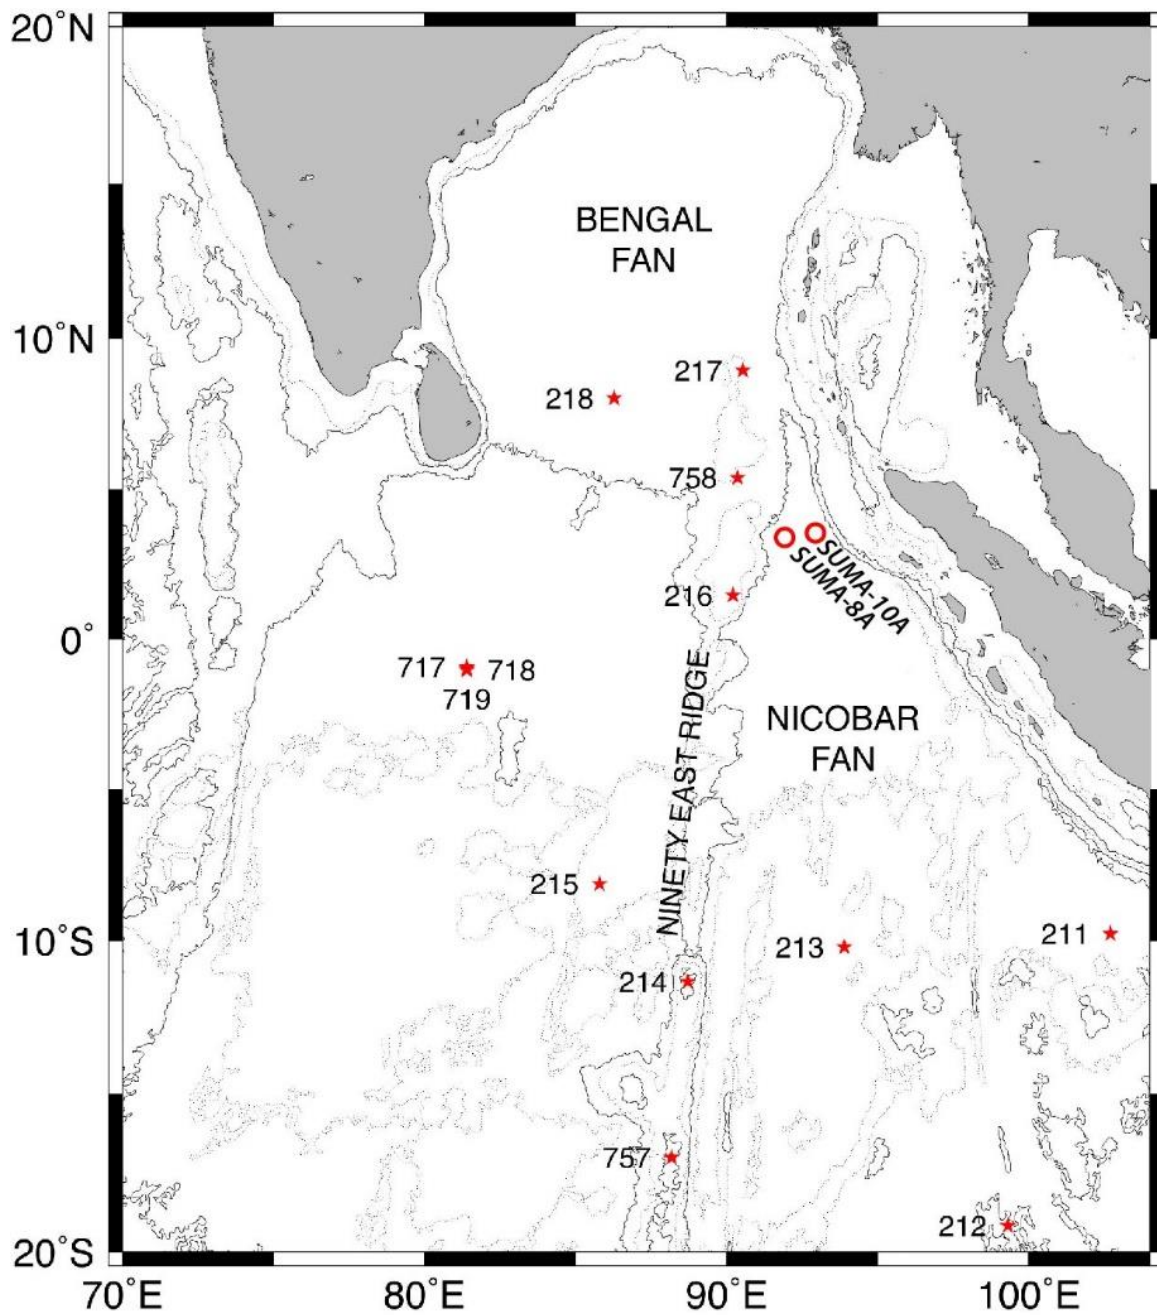 20°N
BENGAL
FAN
10°N
217
218
758
SUMA-10A
SUMA-8A
216
0°
717
718
719
NINETY EAST RIDGE
NICOBAR
FAN
215
211
10°S
213
214
757
212
20°S
70°E
80°E
90°E
100°E